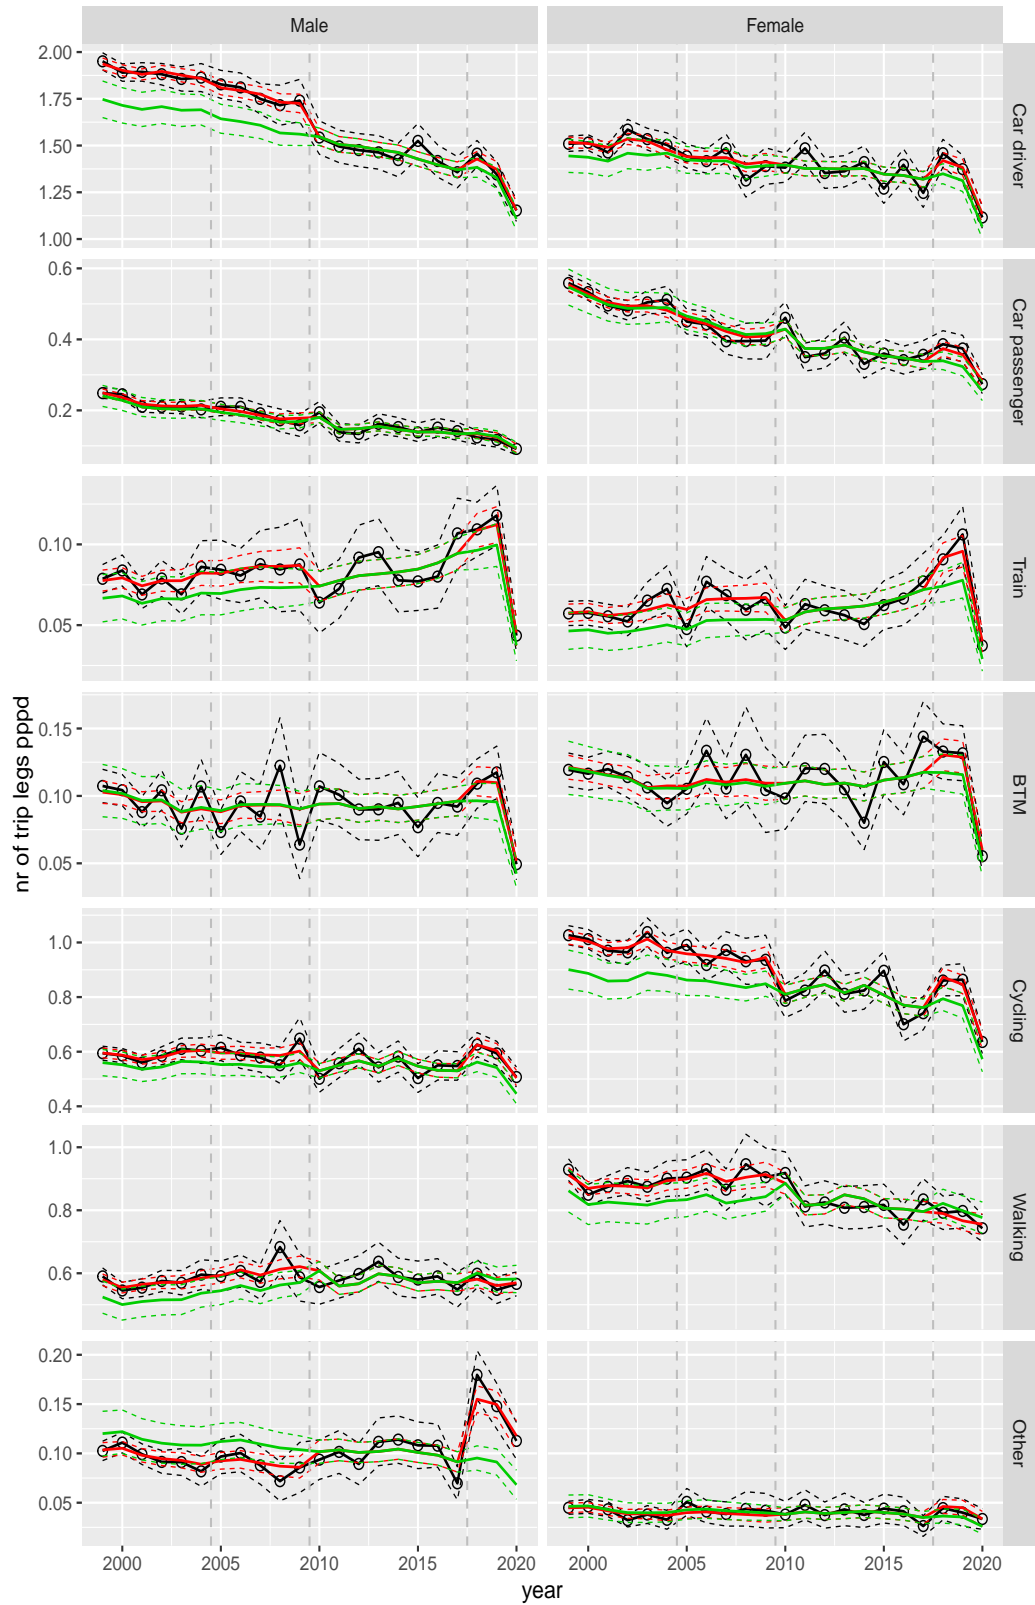 Male Female
2.00
1.75
1.50
1.25
1.00
Car driver
0.6
0.4
0.2
Car passenger
0.10
0.05
Train
0.15
0.10
0.05
BTM
1.0
0.8
0.6
0.4
Cycling
1.0
0.8
0.6
Walking
0.20
0.15
0.10
0.05
Other
2000 2005 2010 2015 2020 2000 2005 2010 2015 2020
year
nr of trip legs pppd